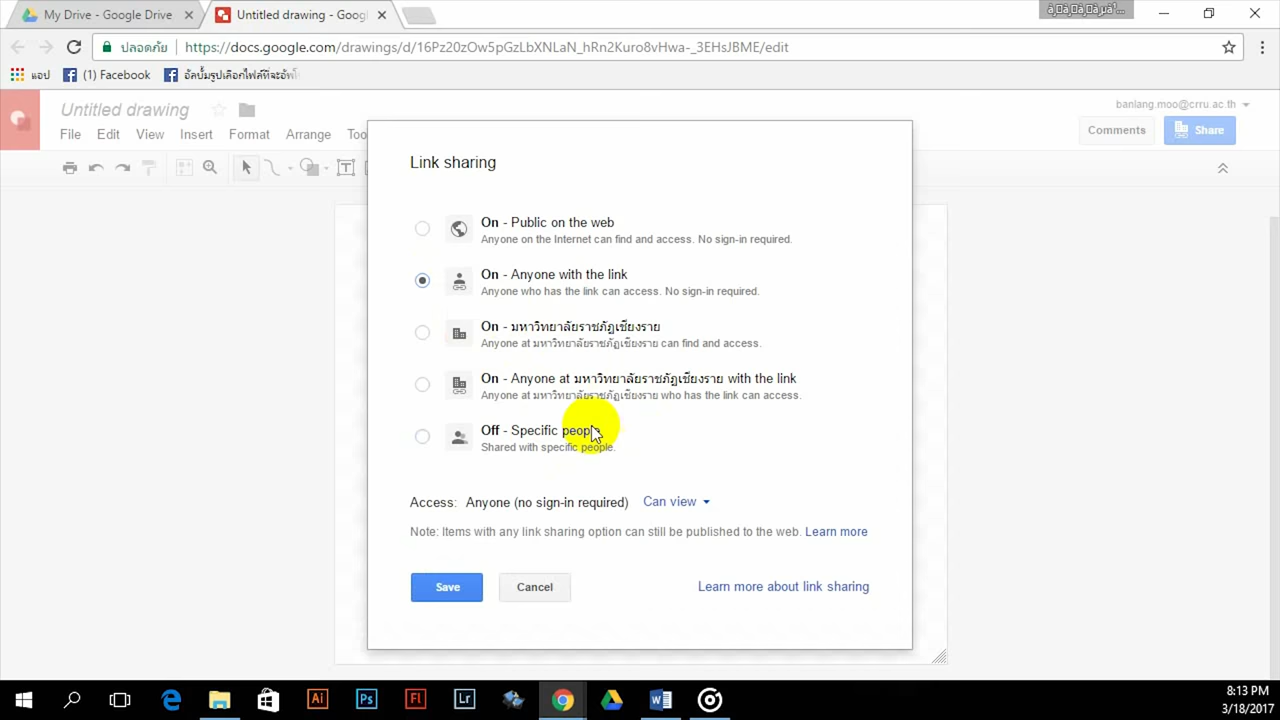 My Drive - Google Drive
Untitled drawing - Googl
ปลอดภัย
https://docs.google.com/drawings/d/16Pz20zOw5pGzLbXNLaN_hRn2Kuro8vHwa-_3EHsJBME/edit
แอป
(1) Facebook
Untitled drawing
banlang.moo@crru.ac.th
File Edit View Insert Format Arrange Too
Comments
Share
Link sharing
On - Public on the web
Anyone on the Internet can find and access. No sign-in required.
On - Anyone with the link
Anyone who has the link can access. No sign-in required.
On - มหาวิทยาลัยราชภัฏเชียงราย
Anyone at มหาวิทยาลัยราชภัฏเชียงราย can find and access.
On - Anyone at มหาวิทยาลัยราชภัฏเชียงราย with the link
Anyone at มหาวิทยาลัยราชภัฏเชียงราย who has the link can access.
Off - Specific people
Shared with specific people.
Access: Anyone (no sign-in required) Can view
Note: Items with any link sharing option can still be published to the web. Learn more
Save
Cancel
Learn more about link sharing
Ai
Ps
Fl
Lr
8:13 PM
3/18/2017